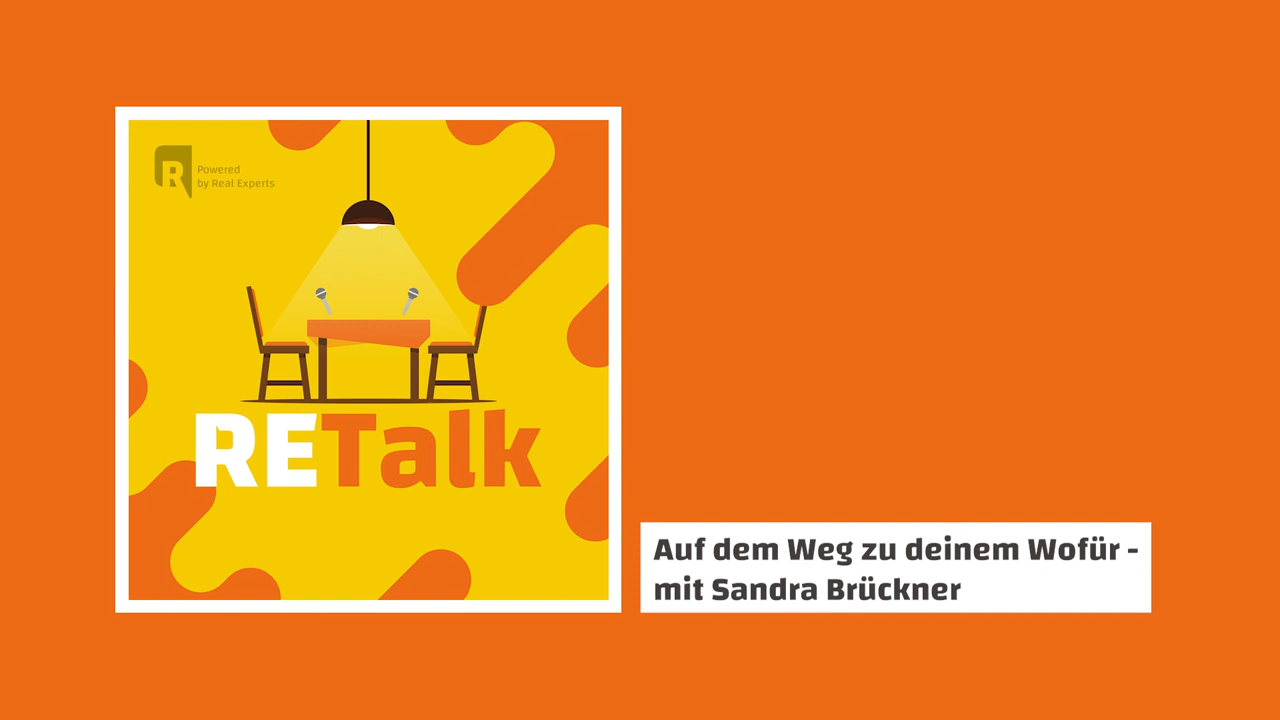 R
Powered
by Real Experts
RETalk
Auf dem Weg zu deinem Wofür -
mit Sandra Brückner